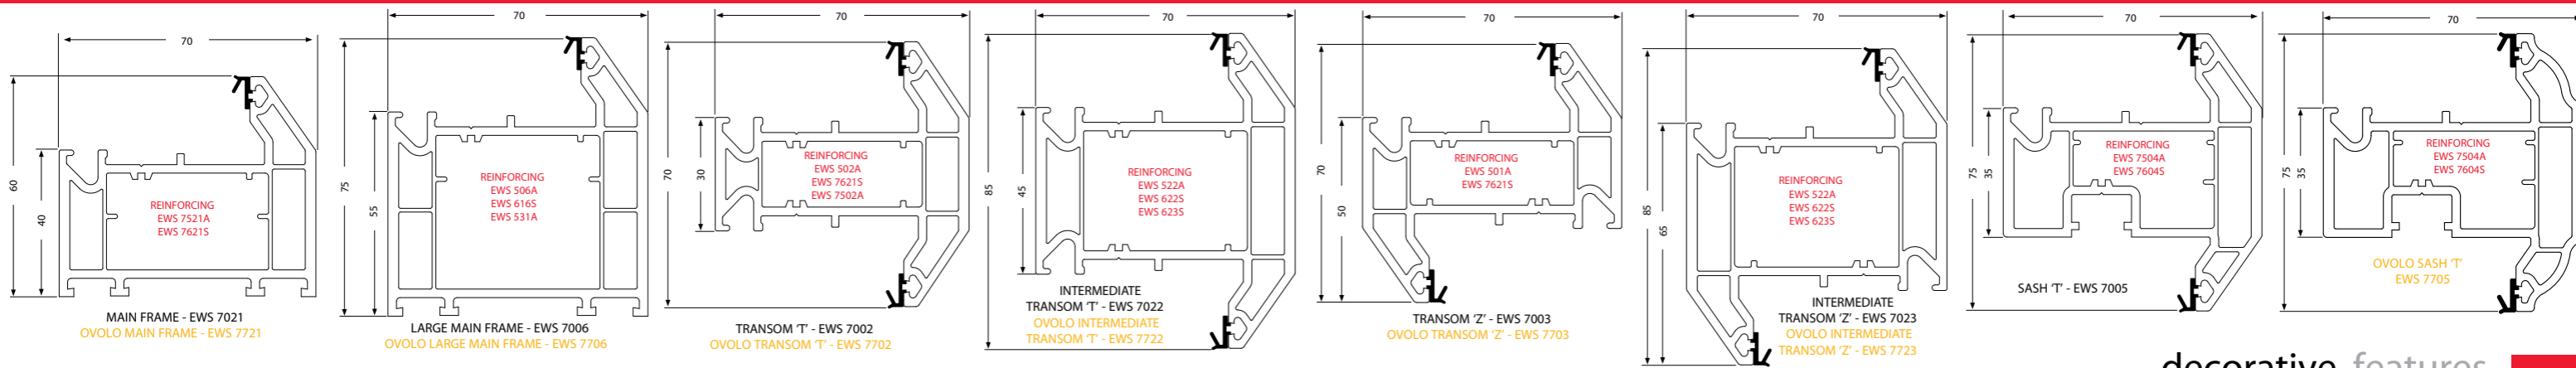 70
60
40
REINFORCING
EWS 7521A
EWS 7621S
MAIN FRAME - EWS 7021
OVOLO MAIN FRAME - EWS 7721
70
75
55
REINFORCING
EWS 506A
EWS 616S
EWS 531A
LARGE MAIN FRAME - EWS 7006
OVOLO LARGE MAIN FRAME - EWS 7706
70
70
30
REINFORCING
EWS 502A
EWS 7621S
EWS 7502A
TRANSOM ‘T’ - EWS 7002
OVOLO TRANSOM ‘T’ - EWS 7702
70
85
45
REINFORCING
EWS 522A
EWS 622S
EWS 623S
INTERMEDIATE
TRANSOM ‘T’ - EWS 7022
OVOLO INTERMEDIATE
TRANSOM ‘T’ - EWS 7722
70
70
50
REINFORCING
EWS 501A
EWS 7621S
TRANSOM ‘Z’ - EWS 7003
OVOLO TRANSOM ‘Z’ - EWS 7703
70
85
65
REINFORCING
EWS 522A
EWS 622S
EWS 623S
INTERMEDIATE
TRANSOM ‘Z’ - EWS 7023
OVOLO INTERMEDIATE
TRANSOM ‘Z’ - EWS 7723
70
75
35
REINFORCING
EWS 7504A
EWS 7604S
SASH ‘T’ - EWS 7005
70
75
35
REINFORCING
EWS 7504A
EWS 7604S
OVOLO SASH ‘T’
EWS 7705
decorative features